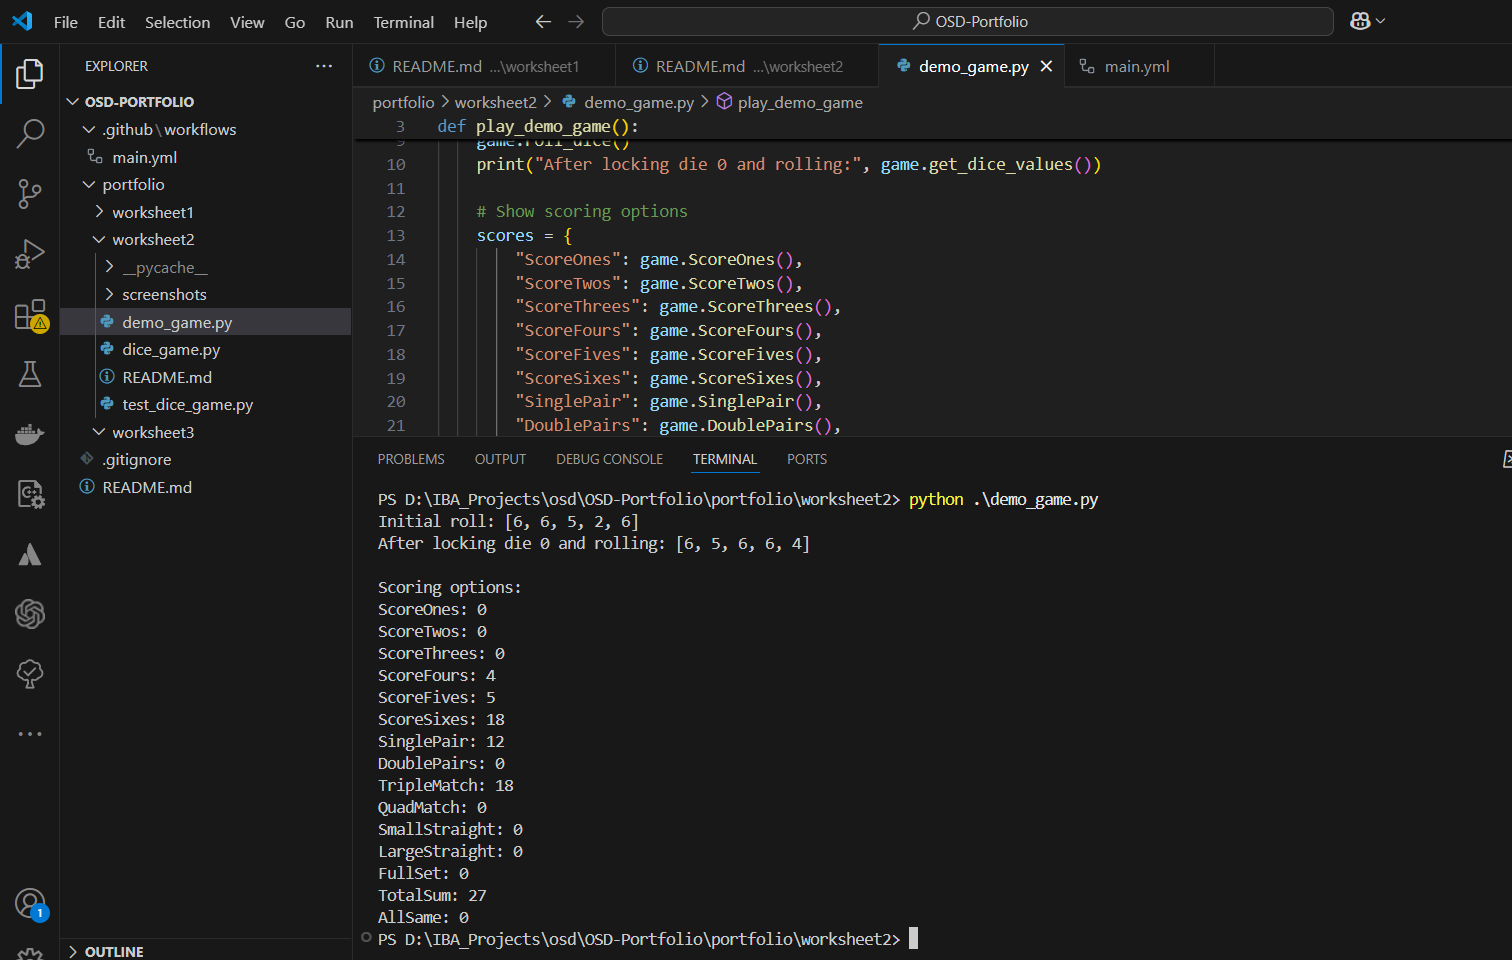 File Edit Selection View Go Run Terminal Help
OSD-Portfolio
EXPLORER
OSD-PORTFOLIO
.github\workflows
main.yml
portfolio
worksheet1
worksheet2
__pycache__
screenshots
demo_game.py
dice_game.py
README.md
test_dice_game.py
worksheet3
.gitignore
README.md
OUTLINE
1
README.md ...\worksheet1
README.md ...\worksheet2
demo_game.py
main.yml
portfolio > worksheet2 > demo_game.py > play_demo_game
3 def play_demo_game():
9 game.roll_dice()
10 print("After locking die 0 and rolling:", game.get_dice_values())
11
12 # Show scoring options
13 scores = {
14 "ScoreOnes": game.ScoreOnes(),
15 "ScoreTwos": game.ScoreTwos(),
16 "ScoreThrees": game.ScoreThrees(),
17 "ScoreFours": game.ScoreFours(),
18 "ScoreFives": game.ScoreFives(),
19 "ScoreSixes": game.ScoreSixes(),
20 "SinglePair": game.SinglePair(),
21 "DoublePairs": game.DoublePairs(),
PROBLEMS OUTPUT DEBUG CONSOLE TERMINAL PORTS
PS D:\IBA_Projects\osd\OSD-Portfolio\portfolio\worksheet2> python .\demo_game.py
Initial roll: [6, 6, 5, 2, 6]
After locking die 0 and rolling: [6, 5, 6, 6, 4]
Scoring options:
ScoreOnes: 0
ScoreTwos: 0
ScoreThrees: 0
ScoreFours: 4
ScoreFives: 5
ScoreSixes: 18
SinglePair: 12
DoublePairs: 0
TripleMatch: 18
QuadMatch: 0
SmallStraight: 0
LargeStraight: 0
FullSet: 0
TotalSum: 27
AllSame: 0
PS D:\IBA_Projects\osd\OSD-Portfolio\portfolio\worksheet2>